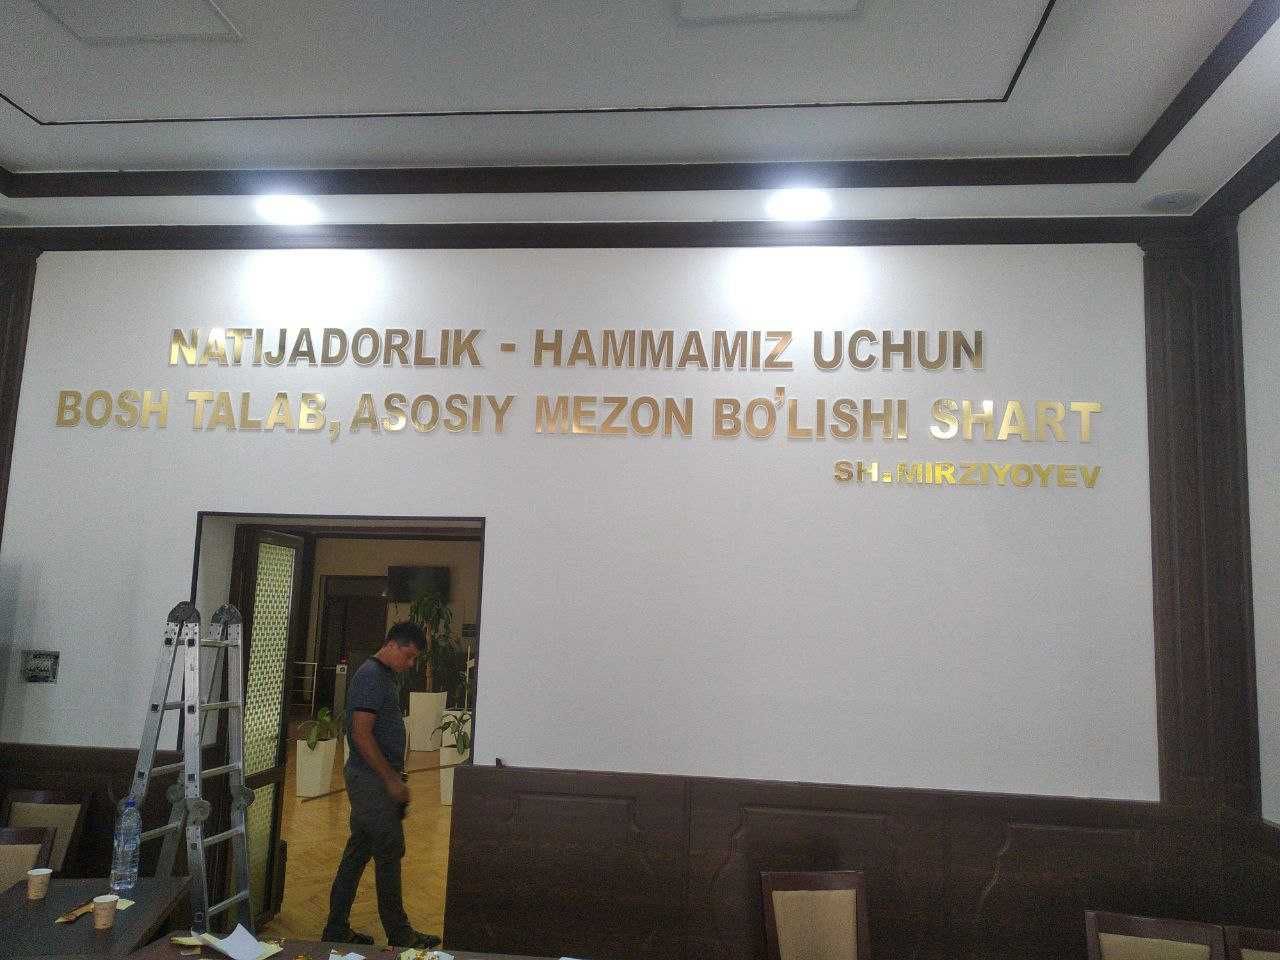 NATIJADORLIK - HAMMAMIZ UCHUN
BOSH TALAB, ASOSIY MEZON BO'LISHI SHART
SH.MIRZIYOYEV